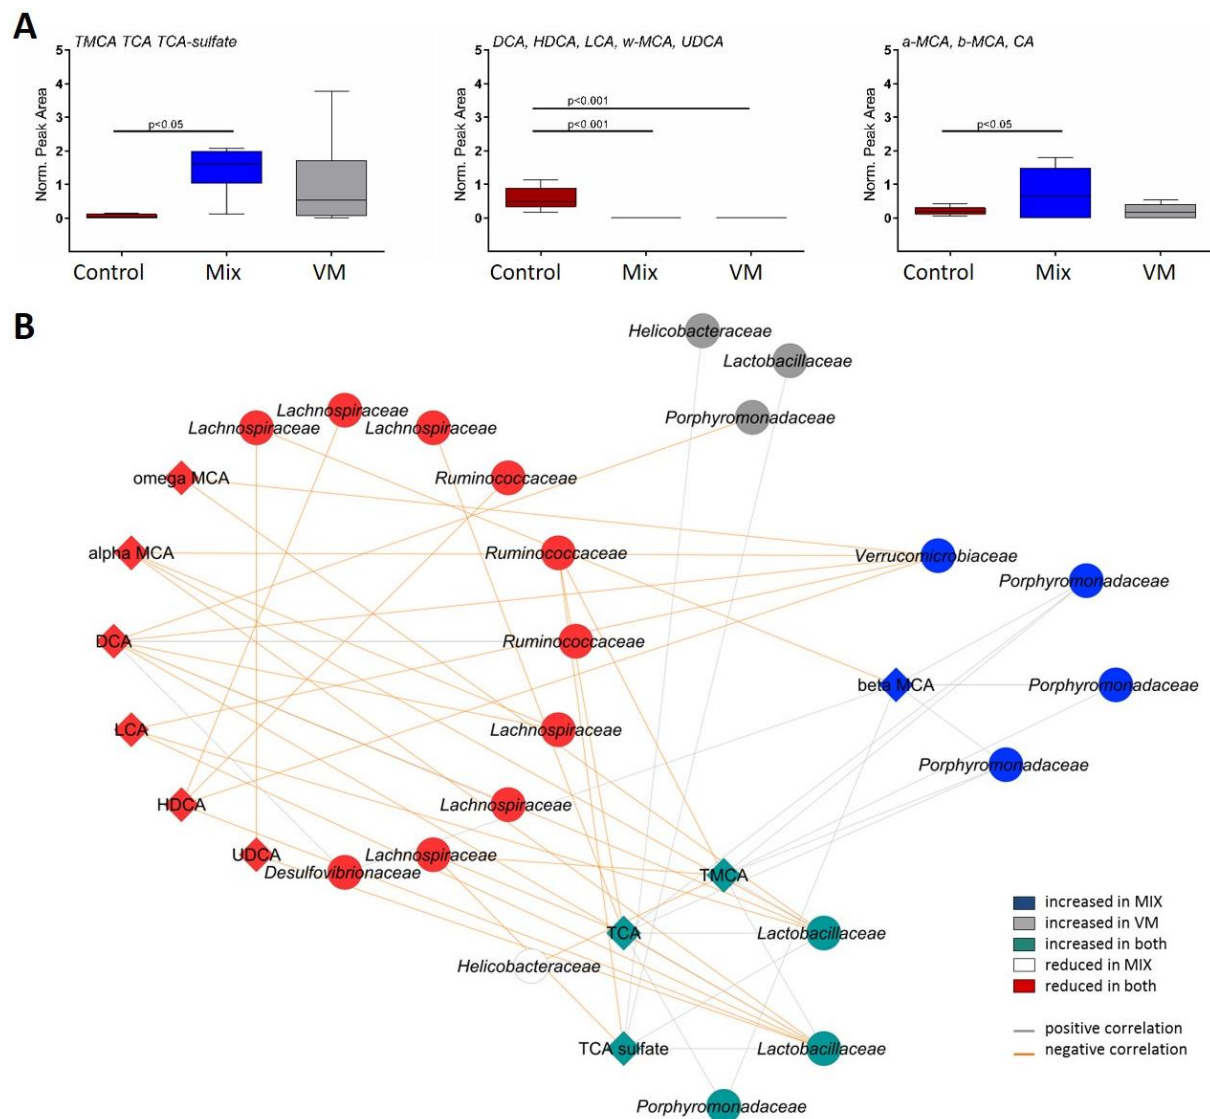 A
TMCA TCA TCA-sulfate
DCA, HDCA, LCA, w-MCA, UDCA
a-MCA, b-MCA, CA
Norm. Peak Area
5
4
3
2
1
0
p<0.05
Control
Mix
VM
Norm. Peak Area
5
4
3
2
1
0
p<0.001
p<0.001
Control
Mix
VM
Norm. Peak Area
5
4
3
2
1
0
p<0.05
Control
Mix
VM
B
Helicobacteraceae
Lactobacillaceae
Porphyromonadaceae
Lachnospiraceae
Lachnospiraceae
Lachnospiraceae
omega MCA
Ruminococcaceae
alpha MCA
Ruminococcaceae
Verrucomicrobiaceae
Porphyromonadaceae
DCA
Ruminococcaceae
beta MCA
Porphyromonadaceae
LCA
Lachnospiraceae
Porphyromonadaceae
HDCA
Lachnospiraceae
UDCA
Lachnospiraceae
Desulfovibrionaceae
TMCA
TCA
Lactobacillaceae
Helicobacteraceae
TCA sulfate
Lactobacillaceae
Porphyromonadaceae
increased in MIX
increased in VM
increased in both
reduced in MIX
reduced in both
positive correlation
negative correlation